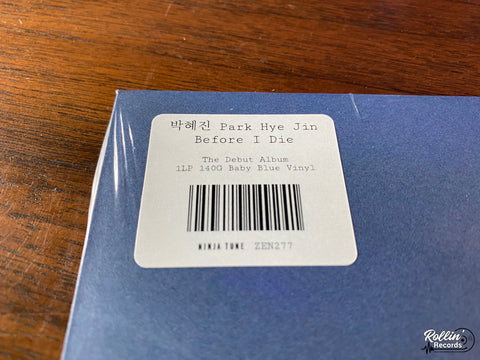 박혜진 Park Hye Jin
Before I Die
The Debut Album
1LP 140G Baby Blue Vinyl
NINJA TUNE ZEN277
Rollin'
Records